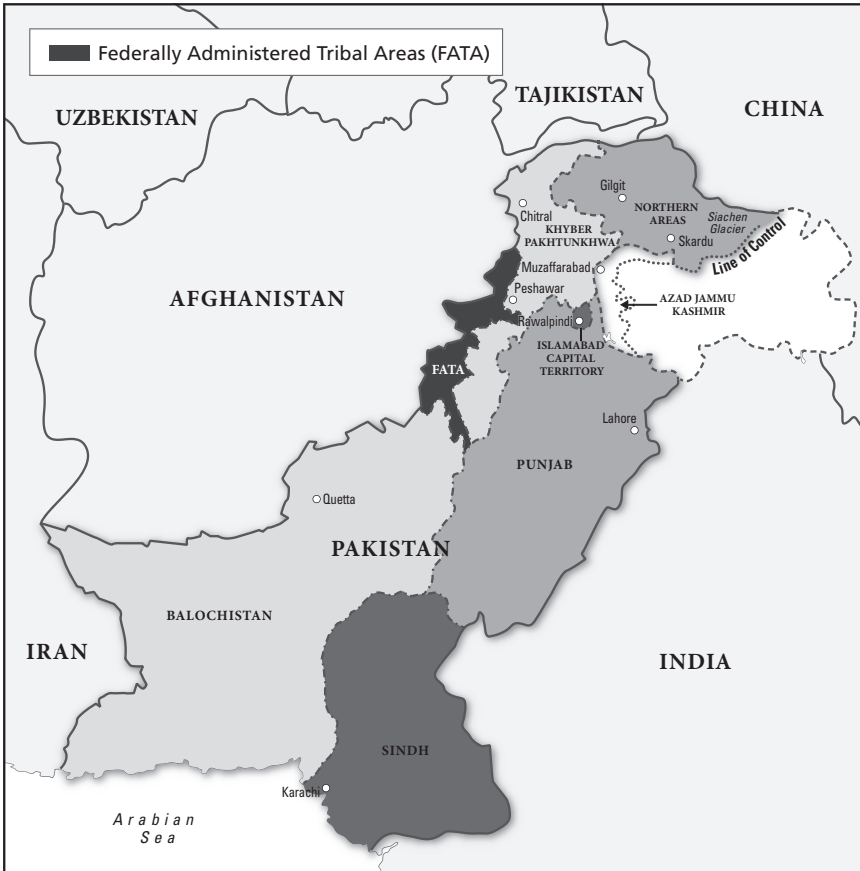 Federally Administered Tribal Areas (FATA)
UZBEKISTAN
TAJIKISTAN
CHINA
Gilgit
Chitral
NORTHERN
AREAS
Siachen
Glacier
KHYBER
PAKHTUNKHWA
Skardu
Line of Control
Muzaffarabad
AFGHANISTAN
Peshawar
AZAD JAMMU
KASHMIR
Rawalpindi
ISLAMABAD
CAPITAL
TERRITORY
FATA
Lahore
PUNJAB
Quetta
PAKISTAN
BALOCHISTAN
IRAN
INDIA
SINDH
Karachi
Arabian
Sea